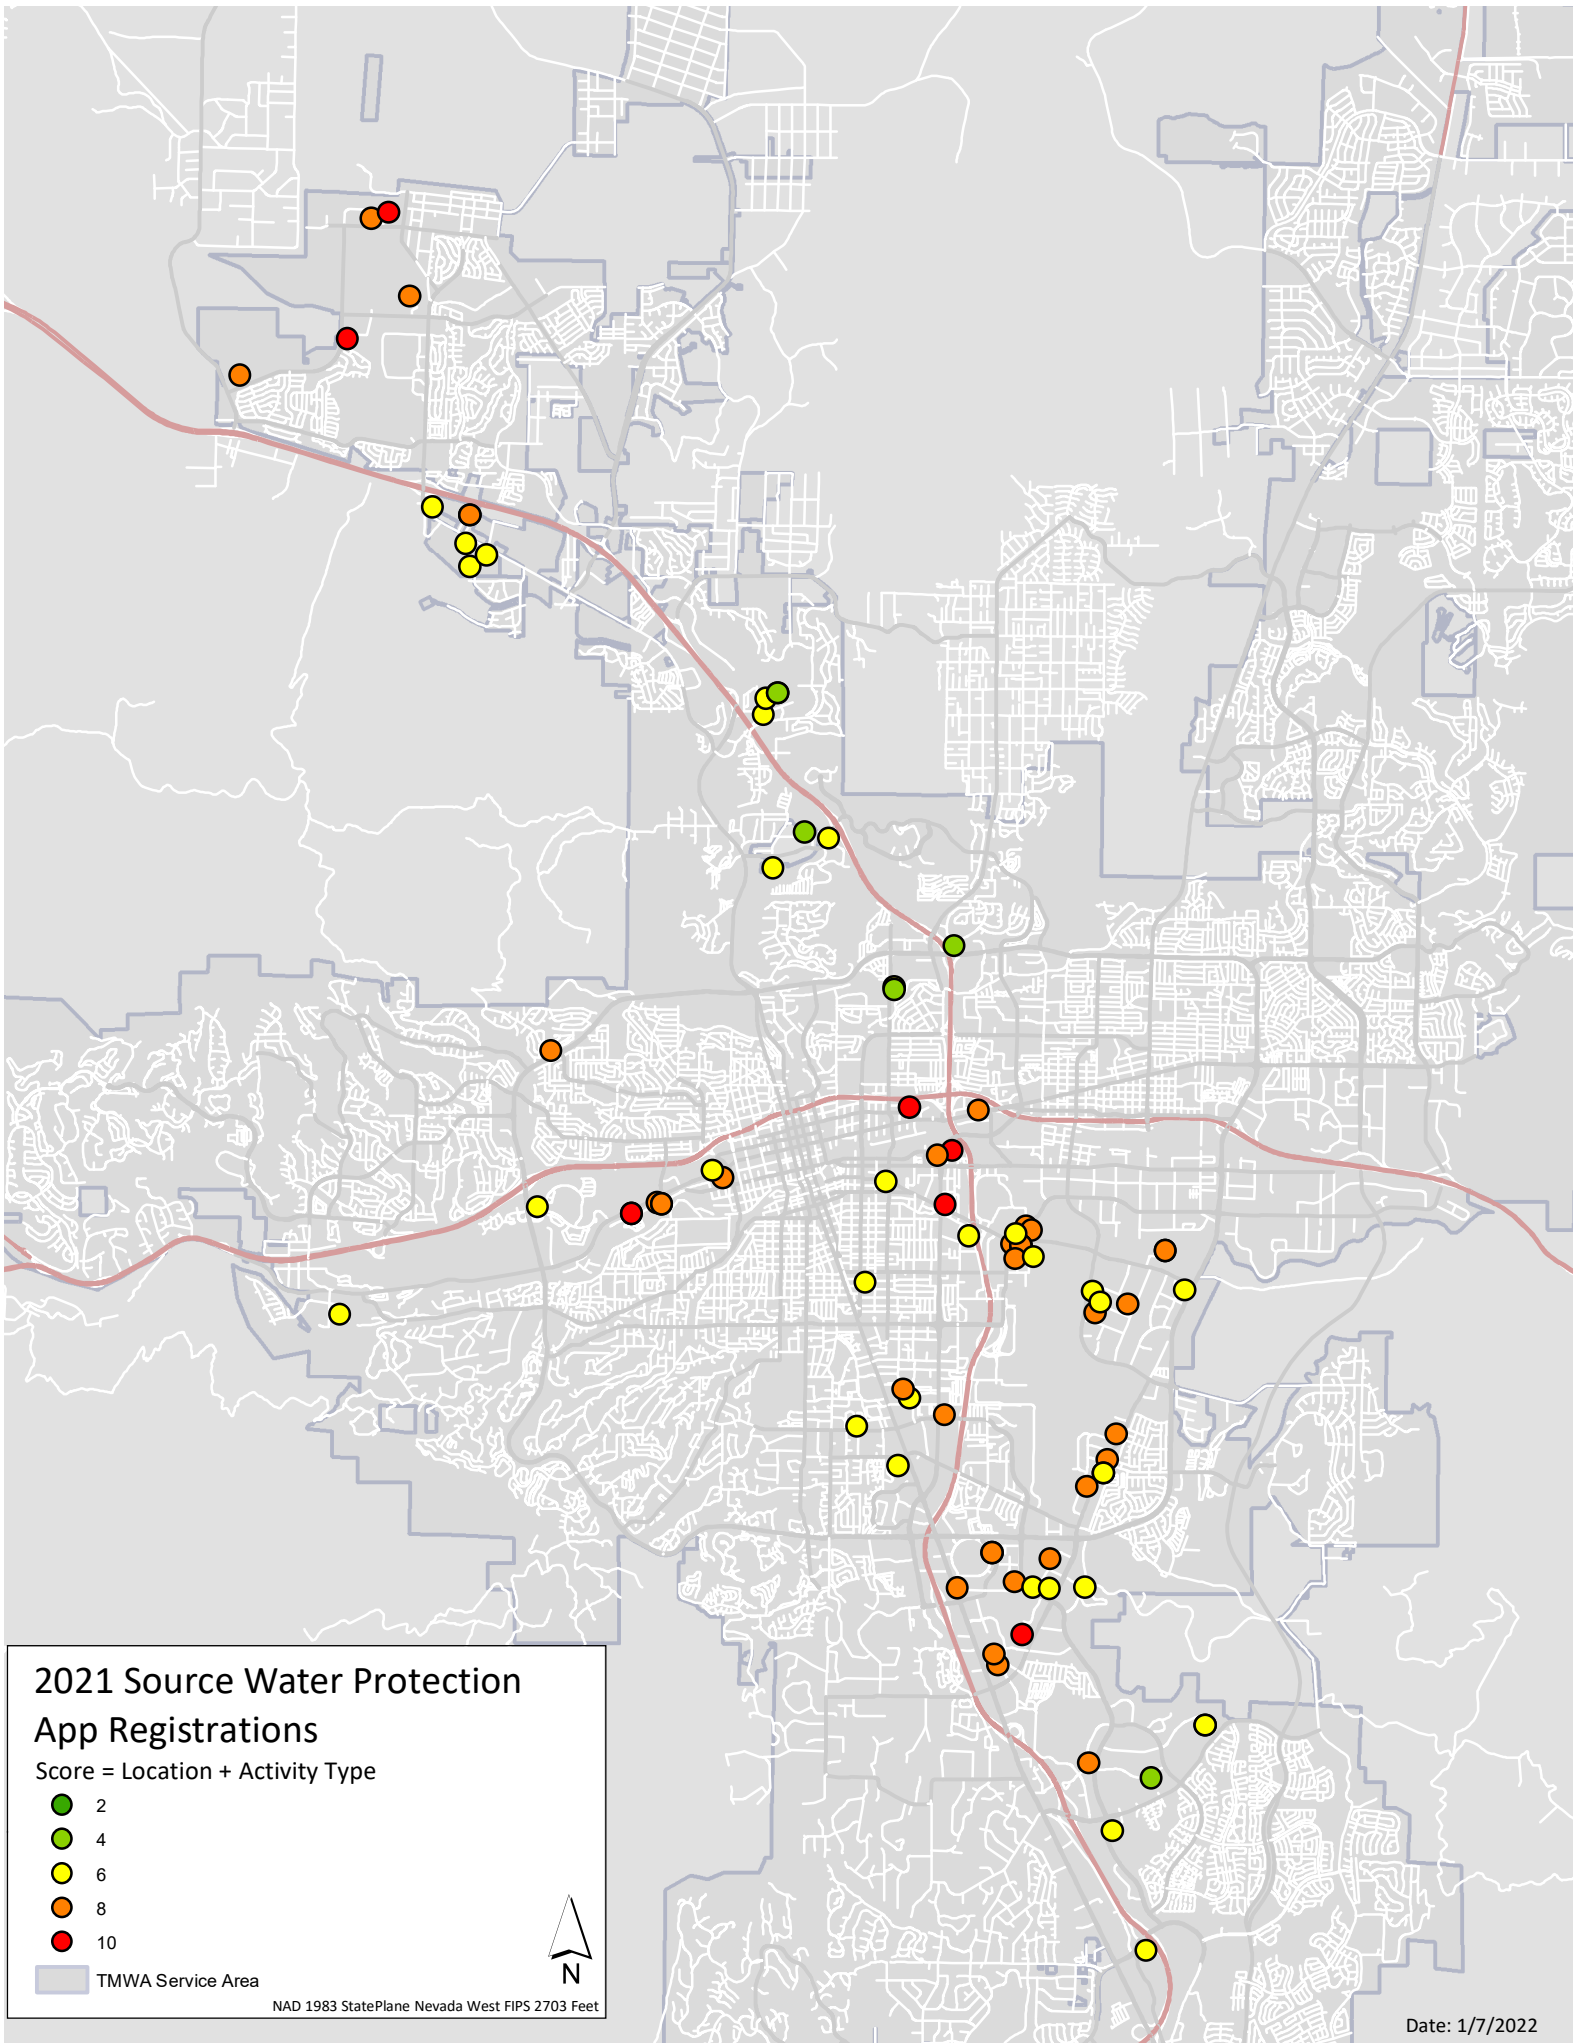 2021 Source Water Protection
App Registrations
Score = Location + Activity Type
2
4
6
8
10
TMWA Service Area
N
NAD 1983 StatePlane Nevada West FIPS 2703 Feet
Date: 1/7/2022